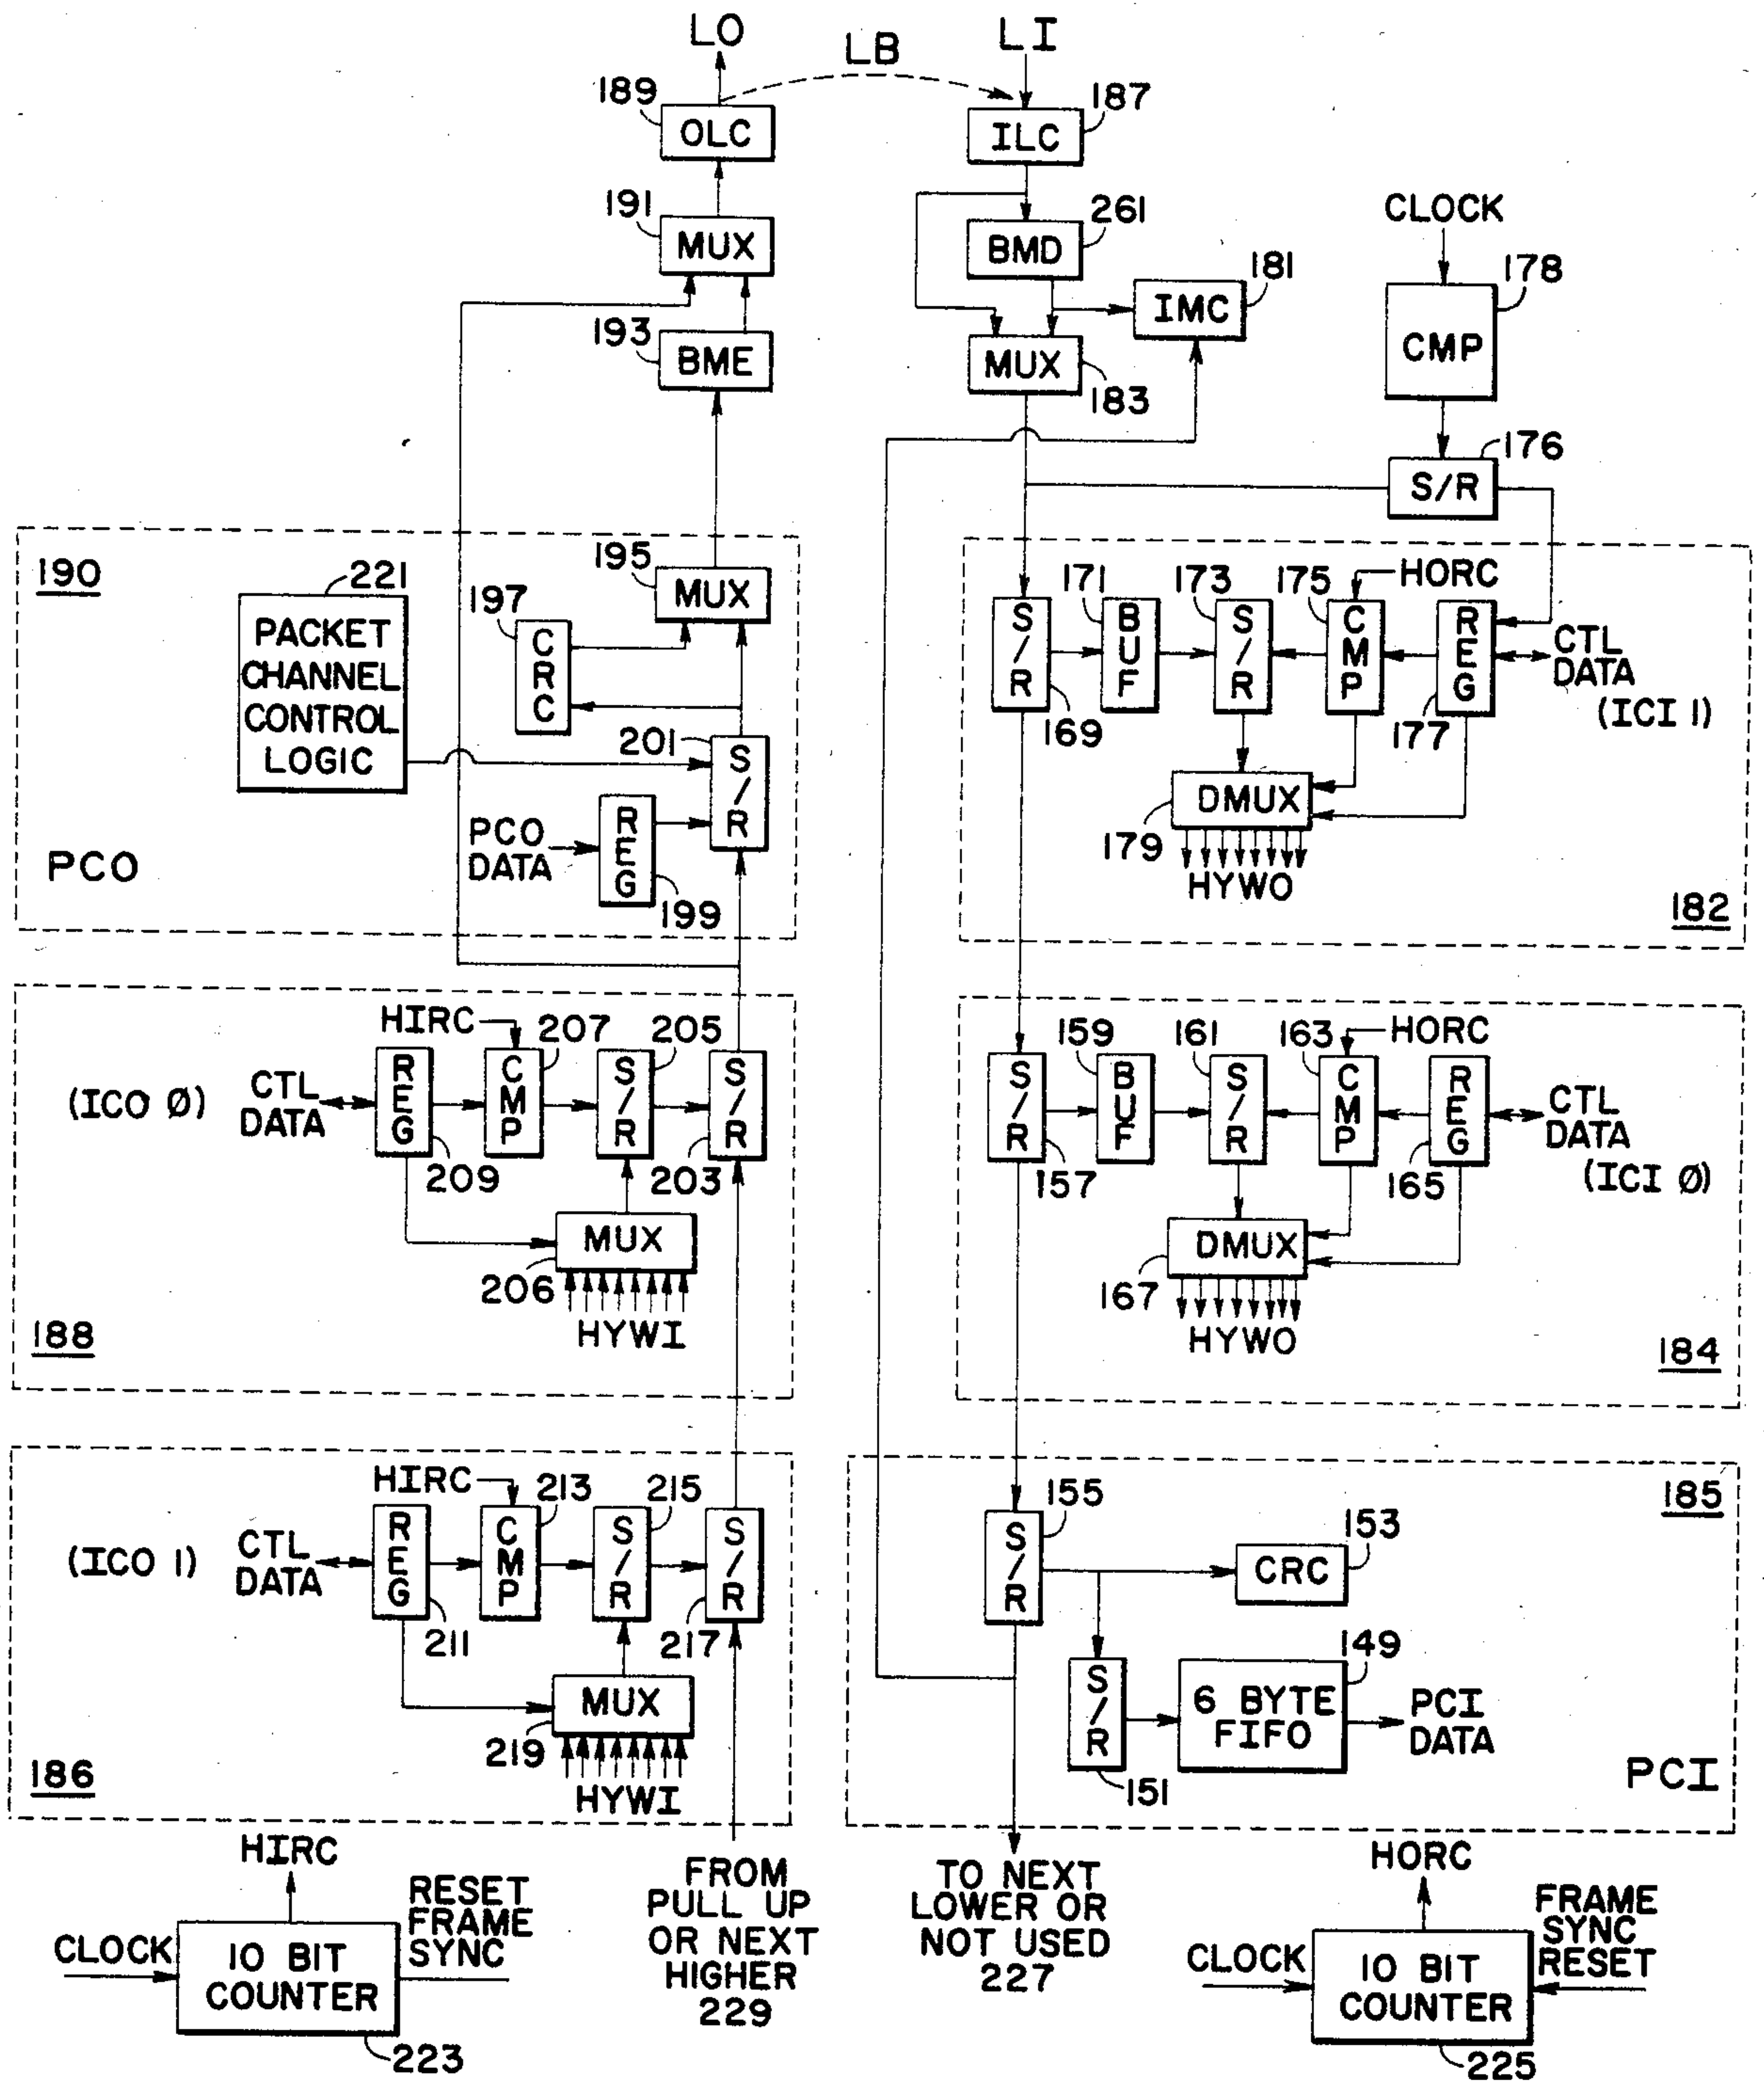 LO
LB
LI
189
OLC
187
ILC
191
MUX
261
BMD
CLOCK
193
BME
181
IMC
178
CMP
MUX
183
176
S/R
190
221
PACKET
CHANNEL
CONTROL
LOGIC
197
CRC
195
MUX
201
S/R
PCO
DATA
REG
199
PCO
171
173
175
HORC
S/R
BUF
S/R
CMP
REG
CTL
DATA
(ICI 1)
169
177
DMUX
179
HYWO
182
HIRC
207
205
(ICO Ø)
CTL
DATA
REG
CMP
S/R
S/R
209
203
MUX
206
HYWI
188
159
161
163
HORC
S/R
BUF
S/R
CMP
REG
CTL
DATA
(ICI Ø)
157
165
DMUX
167
HYWO
184
HIRC
213
215
(ICO 1)
CTL
DATA
REG
CMP
S/R
S/R
211
217
MUX
219
HYWI
186
185
155
S/R
153
CRC
149
S/R
6 BYTE
FIFO
PCI
DATA
151
PCI
HIRC
RESET
FRAME
SYNC
CLOCK
10 BIT
COUNTER
223
FROM
PULL UP
OR NEXT
HIGHER
229
TO NEXT
LOWER OR
NOT USED
227
HORC
FRAME
SYNC
RESET
CLOCK
10 BIT
COUNTER
225